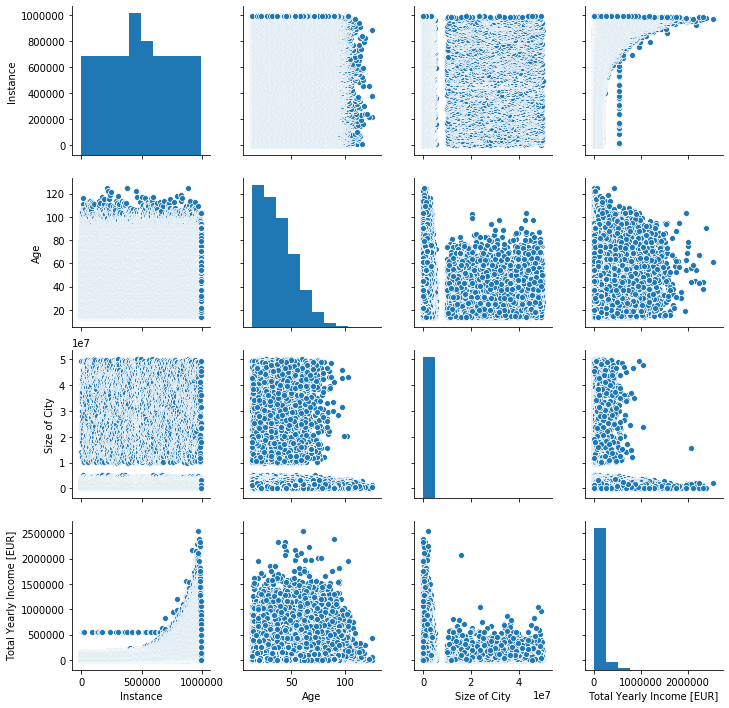 1000000
800000
600000
400000
200000
0
Instance
120
100
80
60
40
20
Age
1e7
5
4
3
2
1
0
Size of City
2500000
2000000
1500000
1000000
500000
0
Total Yearly Income [EUR]
0 500000 1000000
Instance
50 100
Age
0 2 4
1e7
Size of City
0 1000000 2000000
Total Yearly Income [EUR]